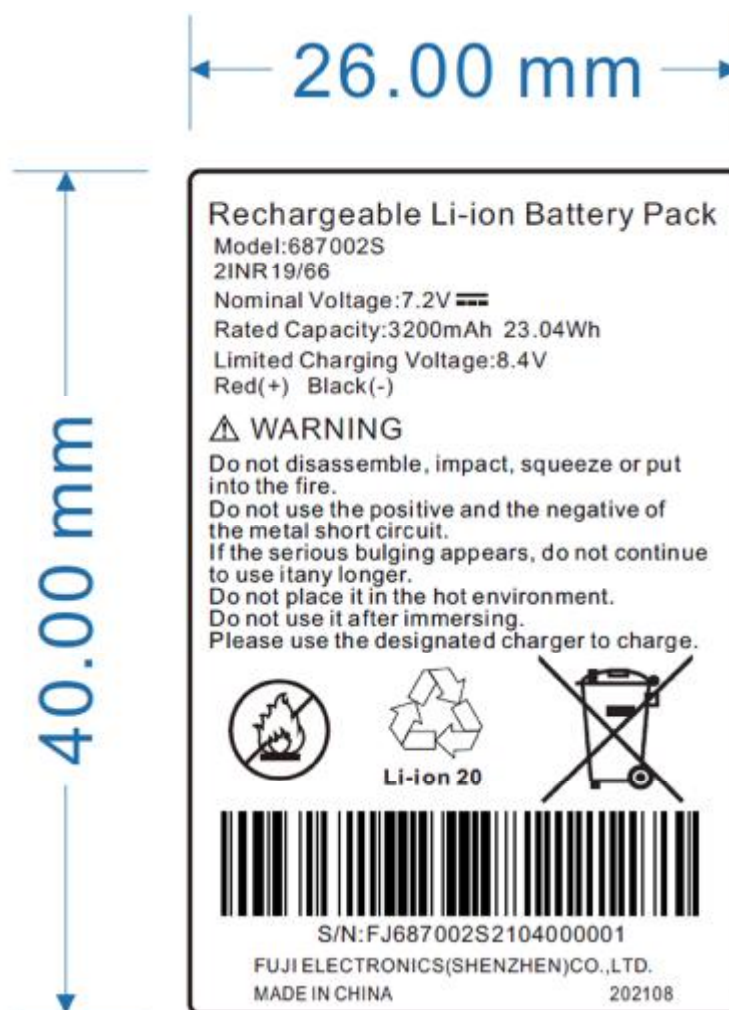 26.00 mm
40.00 mm
Rechargeable Li-ion Battery Pack
Model:687002S
2INR19/66
Nominal Voltage:7.2V
Rated Capacity:3200mAh 23.04Wh
Limited Charging Voltage:8.4V
Red(+) Black(-)
WARNING
Do not disassemble, impact, squeeze or put
into the fire.
Do not use the positive and the negative of
the metal short circuit.
If the serious bulging appears, do not continue
to use itany longer.
Do not place it in the hot environment.
Do not use it after immersing.
Please use the designated charger to charge.
Li-ion 20
S/N:FJ687002S2104000001
FUJI ELECTRONICS(SHENZHEN)CO.,LTD.
MADE IN CHINA 202108